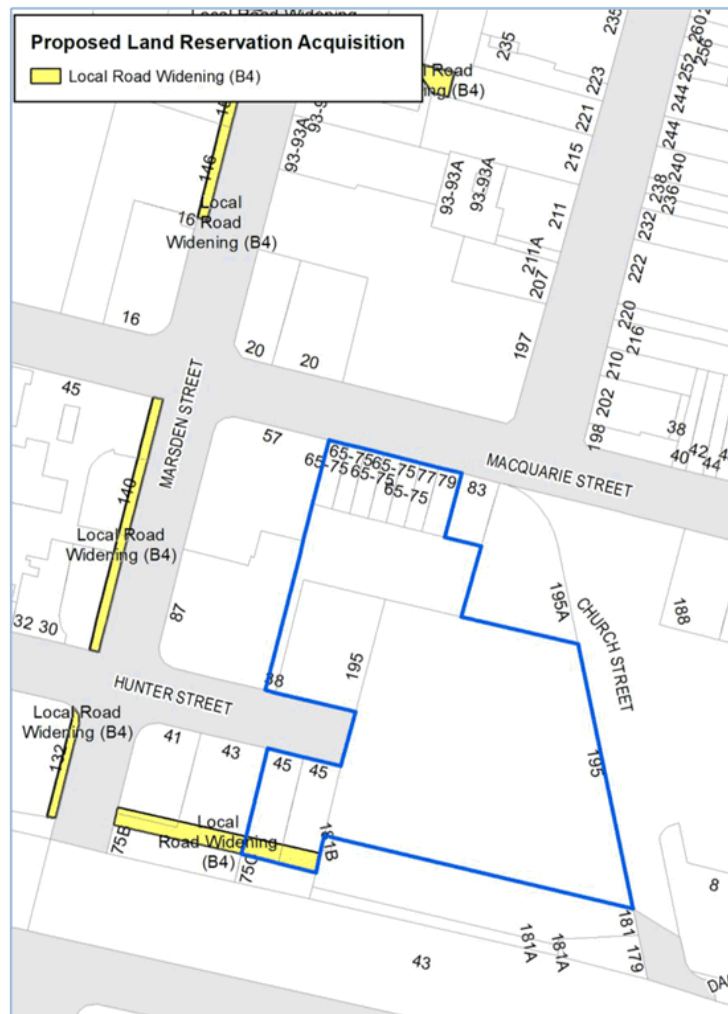 Local Road Widening
Proposed Land Reservation Acquisition
Local Road Widening (B4)
235
235
260
256
252
244
223
221
244
93-93A
93-93A
93-93A
215
240
238
236
146
16
Local
Road
Widening (B4)
211
232
211A
207
222
16
220
216
197
20
20
210
202
45
MARSDEN STREET
38
198
40
42
44
57
65-75
65-75
65-75
65-75
65-75
77
79
83
MACQUARIE STREET
140
Local Road
Widening (B4)
195A
188
CHURCH STREET
32
30
87
195
38
HUNTER STREET
Local Road
Widening (B4)
132
41
43
45
45
195
Local
Road Widening
(B4)
75B
75C
181B
8
181
179
181A
181A
43